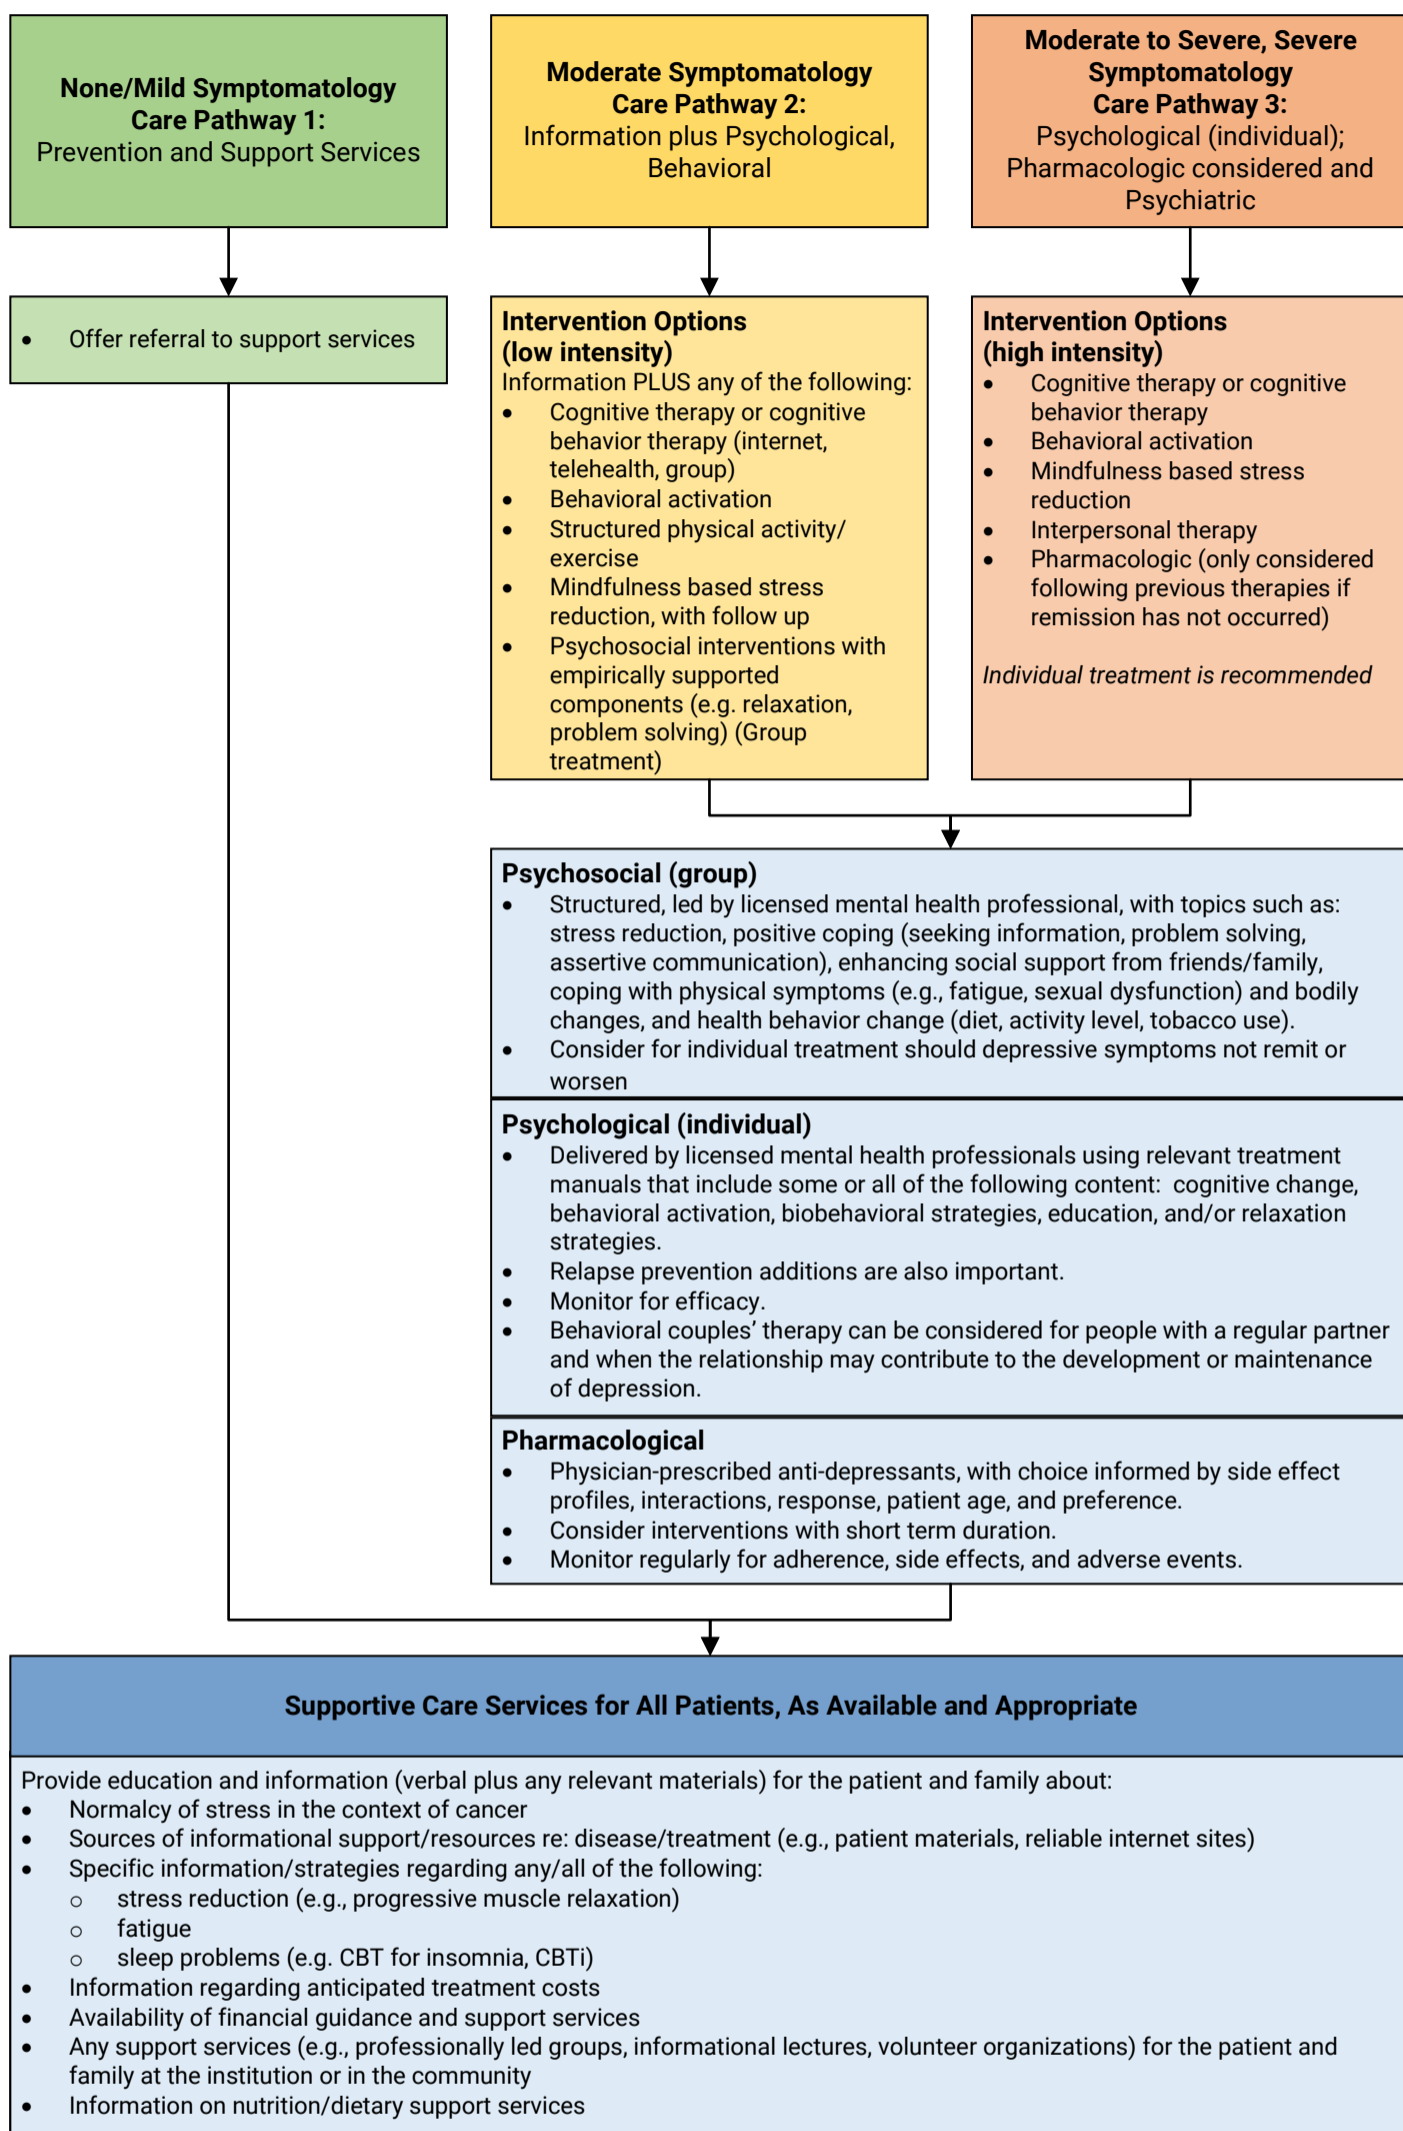 None/Mild Symptomatology
Care Pathway 1:
Prevention and Support Services
Moderate Symptomatology
Care Pathway 2:
Information plus Psychological,
Behavioral
Moderate to Severe, Severe
Symptomatology
Care Pathway 3:
Psychological (individual);
Pharmacologic considered and
Psychiatric
• Offer referral to support services
Intervention Options
(low intensity)
Information PLUS any of the following:
• Cognitive therapy or cognitive
behavior therapy (internet,
telehealth, group)
• Behavioral activation
• Structured physical activity/
exercise
• Mindfulness based stress
reduction, with follow up
• Psychosocial interventions with
empirically supported
components (e.g. relaxation,
problem solving) (Group
treatment)
Intervention Options
(high intensity)
• Cognitive therapy or cognitive
behavior therapy
• Behavioral activation
• Mindfulness based stress
reduction
• Interpersonal therapy
• Pharmacologic (only considered
following previous therapies if
remission has not occurred)
Individual treatment is recommended
Psychosocial (group)
• Structured, led by licensed mental health professional, with topics such as:
stress reduction, positive coping (seeking information, problem solving,
assertive communication), enhancing social support from friends/family,
coping with physical symptoms (e.g., fatigue, sexual dysfunction) and bodily
changes, and health behavior change (diet, activity level, tobacco use).
• Consider for individual treatment should depressive symptoms not remit or
worsen
Psychological (individual)
• Delivered by licensed mental health professionals using relevant treatment
manuals that include some or all of the following content: cognitive change,
behavioral activation, biobehavioral strategies, education, and/or relaxation
strategies.
• Relapse prevention additions are also important.
• Monitor for efficacy.
• Behavioral couples’ therapy can be considered for people with a regular partner
and when the relationship may contribute to the development or maintenance
of depression.
Pharmacological
• Physician-prescribed anti-depressants, with choice informed by side effect
profiles, interactions, response, patient age, and preference.
• Consider interventions with short term duration.
• Monitor regularly for adherence, side effects, and adverse events.
Supportive Care Services for All Patients, As Available and Appropriate
Provide education and information (verbal plus any relevant materials) for the patient and family about:
• Normalcy of stress in the context of cancer
• Sources of informational support/resources re: disease/treatment (e.g., patient materials, reliable internet sites)
• Specific information/strategies regarding any/all of the following:
○ stress reduction (e.g., progressive muscle relaxation)
○ fatigue
○ sleep problems (e.g. CBT for insomnia, CBTi)
• Information regarding anticipated treatment costs
• Availability of financial guidance and support services
• Any support services (e.g., professionally led groups, informational lectures, volunteer organizations) for the patient and
family at the institution or in the community
• Information on nutrition/dietary support services